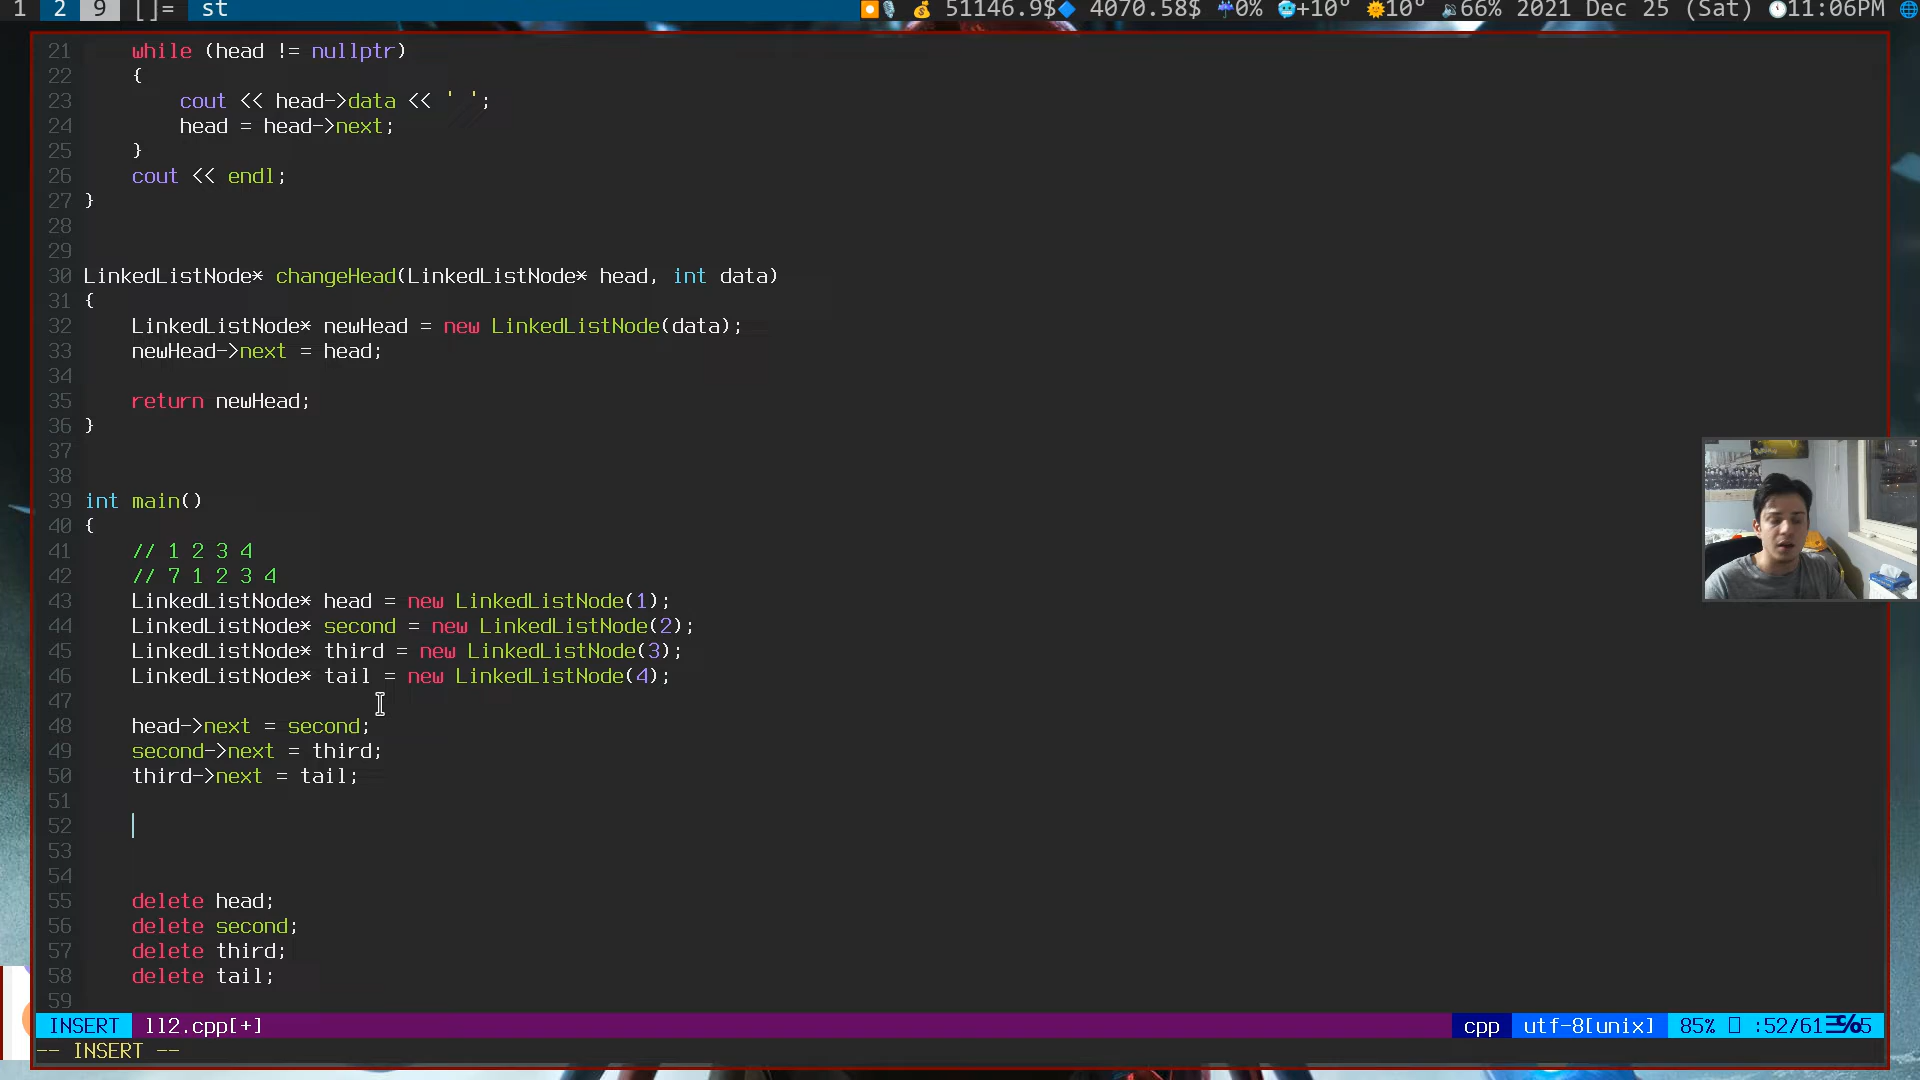 1 2 9 []= st 51146.9$ 4070.58$ 0% +10° 10° 66% 2021 Dec 25 (Sat) 11:06PM
21 while (head != nullptr)
22 {
23 cout << head->data << ' ';
24 head = head->next;
25 }
26 cout << endl;
27 }
28
29
30 LinkedListNode* changeHead(LinkedListNode* head, int data)
31 {
32 LinkedListNode* newHead = new LinkedListNode(data);
33 newHead->next = head;
34
35 return newHead;
36 }
37
38
39 int main()
40 {
41 // 1 2 3 4
42 // 7 1 2 3 4
43 LinkedListNode* head = new LinkedListNode(1);
44 LinkedListNode* second = new LinkedListNode(2);
45 LinkedListNode* third = new LinkedListNode(3);
46 LinkedListNode* tail = new LinkedListNode(4);
47
48 head->next = second;
49 second->next = third;
50 third->next = tail;
51
52
53
54
55 delete head;
56 delete second;
57 delete third;
58 delete tail;
59
INSERT ll2.cpp[+] cpp utf-8[unix] 85% :52/61 %:5
-- INSERT --